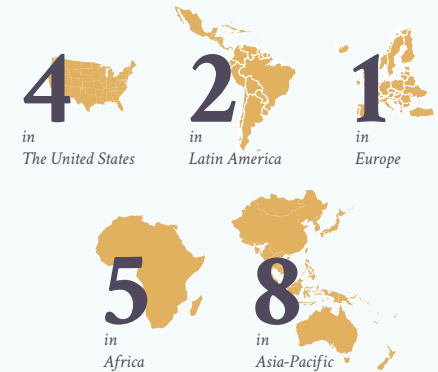 4
in
The United States
2
in
Latin America
1
in
Europe
5
in
Africa
8
in
Asia-Pacific